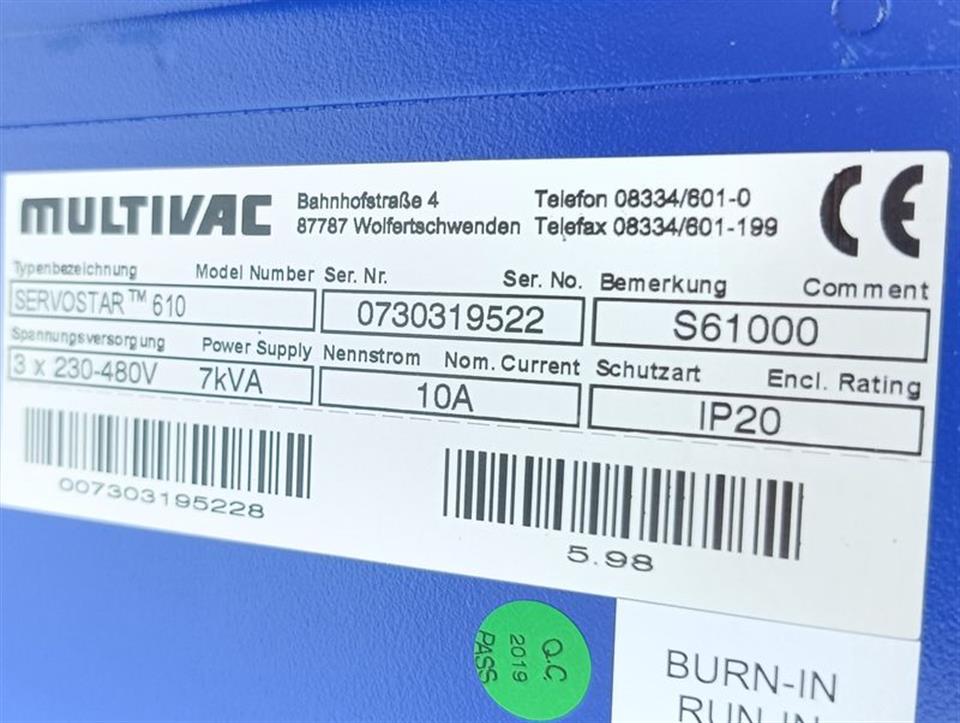 MULTIVAC
Bahnhofstraße 4
87787 Wolfertschwenden
Telefon 08334/601-0
Telefax 08334/601-199
CE
Typenbezeichnung Model Number
SERVOSTAR™ 610
Ser. Nr. Ser. No.
0730319522
Bemerkung Comment
S61000
Spannungsversorgung Power Supply
3 x 230-480V 7kVA
Nennstrom Nom. Current
10A
Schutzart Encl. Rating
IP20
007303195228
5.98
Q.C.
2019
PASS
BURN-IN
RUN-IN